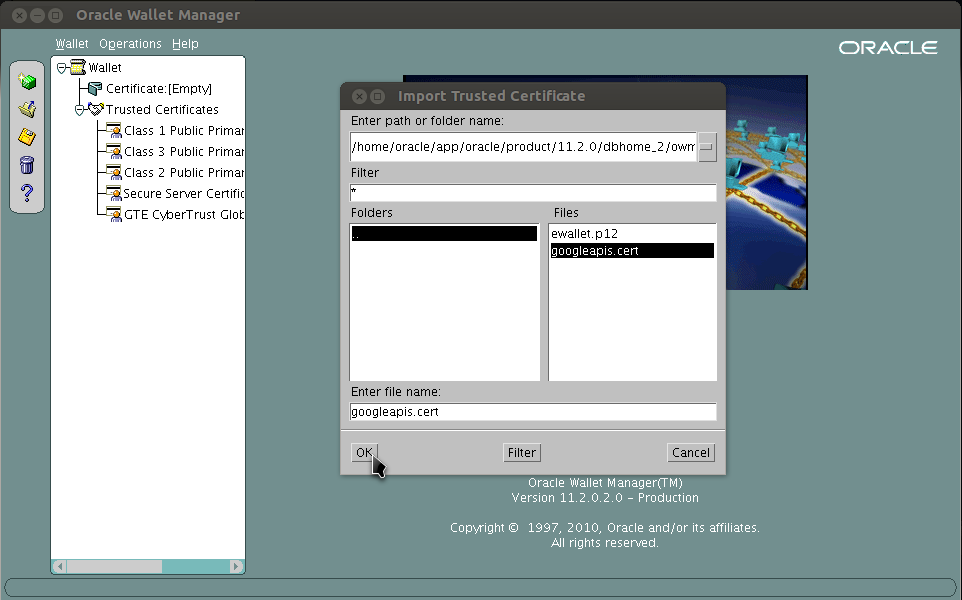 Oracle Wallet Manager
Wallet Operations Help
ORACLE
Wallet
Certificate:[Empty]
Trusted Certificates
Class 1 Public Primar
Class 3 Public Primar
Class 2 Public Primar
Secure Server Certific
GTE CyberTrust Glob
Import Trusted Certificate
Enter path or folder name:
/home/oracle/app/oracle/product/11.2.0/dbhome_2/owm
Filter
*
Folders Files
..
ewallet.p12
googleapis.cert
Enter file name:
googleapis.cert
OK Filter Cancel
Oracle Wallet Manager(TM)
Version 11.2.0.2.0 – Production
Copyright © 1997, 2010, Oracle and/or its affiliates.
All rights reserved.